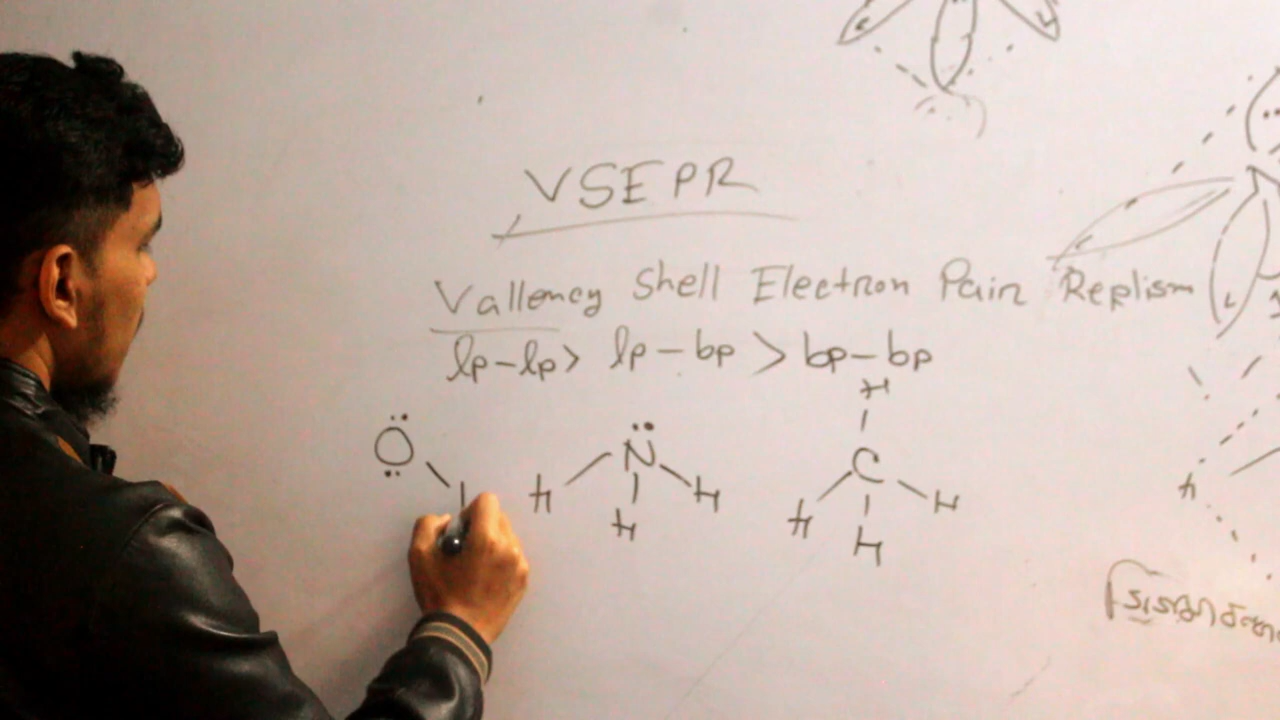 VSEPR
Vallency Shell Electron Pair Replism
lp-lp > lp-bp > bp-bp
H
Ö N̈ C
H H H H
H H
h